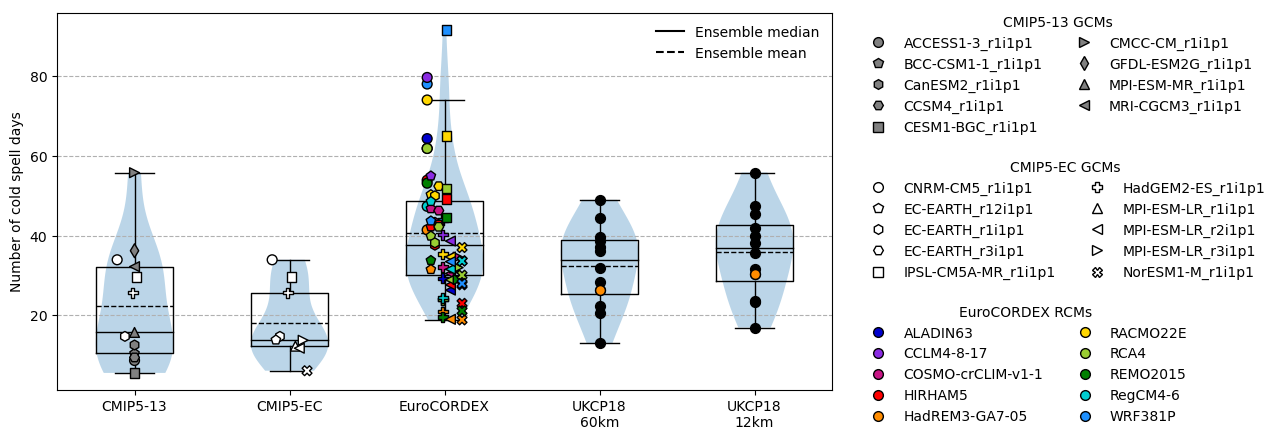 Number of cold spell days
80
60
40
20
Ensemble median
Ensemble mean
CMIP5-13
CMIP5-EC
EuroCORDEX
UKCP18
60km
UKCP18
12km
CMIP5-13 GCMs
ACCESS1-3_r1i1p1
BCC-CSM1-1_r1i1p1
CanESM2_r1i1p1
CCSM4_r1i1p1
CESM1-BGC_r1i1p1
CMCC-CM_r1i1p1
GFDL-ESM2G_r1i1p1
MPI-ESM-MR_r1i1p1
MRI-CGCM3_r1i1p1
CMIP5-EC GCMs
CNRM-CM5_r1i1p1
EC-EARTH_r12i1p1
EC-EARTH_r1i1p1
EC-EARTH_r3i1p1
IPSL-CM5A-MR_r1i1p1
HadGEM2-ES_r1i1p1
MPI-ESM-LR_r1i1p1
MPI-ESM-LR_r2i1p1
MPI-ESM-LR_r3i1p1
NorESM1-M_r1i1p1
EuroCORDEX RCMs
ALADIN63
CCLM4-8-17
COSMO-crCLIM-v1-1
HIRHAM5
HadREM3-GA7-05
RACMO22E
RCA4
REMO2015
RegCM4-6
WRF381P